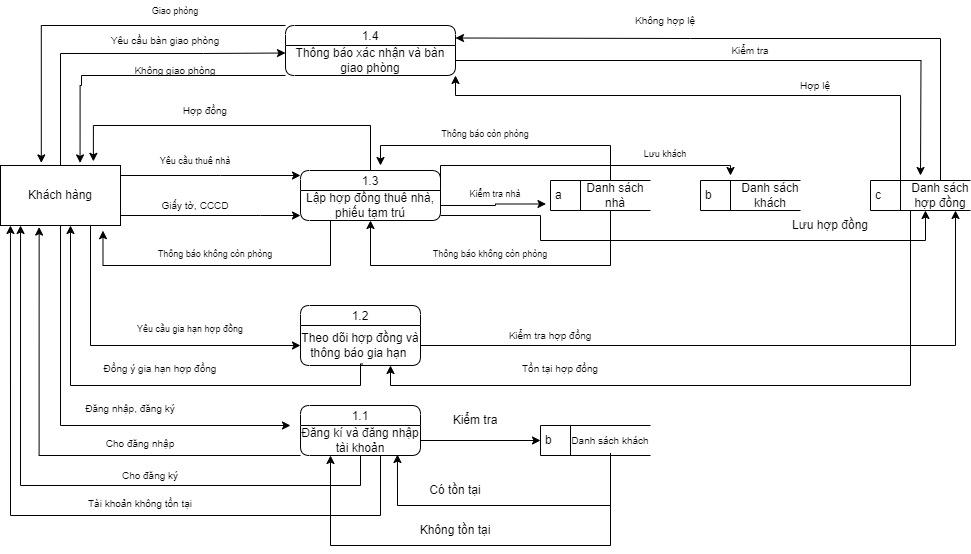 Giao phòng
Không hợp lệ
1.4
Yêu cầu bàn giao phòng
Thông báo xác nhận và bàn
giao phòng
Kiểm tra
Không giao phòng
Hợp lệ
Hợp đồng
Thông báo còn phòng
Lưu khách
Yêu cầu thuê nhà
1.3
Khách hàng
Lập hợp đồng thuê nhà,
phiếu tạm trú
Kiểm tra nhà
a
Danh sách
nhà
b
Danh sách
khách
c
Danh sách
hợp đồng
Giấy tờ, CCCD
Lưu hợp đồng
Thông báo không còn phòng
Thông báo không còn phòng
1.2
Yêu cầu gia hạn hợp đồng
Theo dõi hợp đồng và
thông báo gia hạn
Kiểm tra hợp đồng
Đồng ý gia hạn hợp đồng
Tồn tại hợp đồng
Đăng nhập, đăng ký
1.1
Kiểm tra
Đăng kí và đăng nhập
tài khoản
b
Danh sách khách
Cho đăng nhập
Cho đăng ký
Có tồn tại
Tài khoản không tồn tại
Không tồn tại